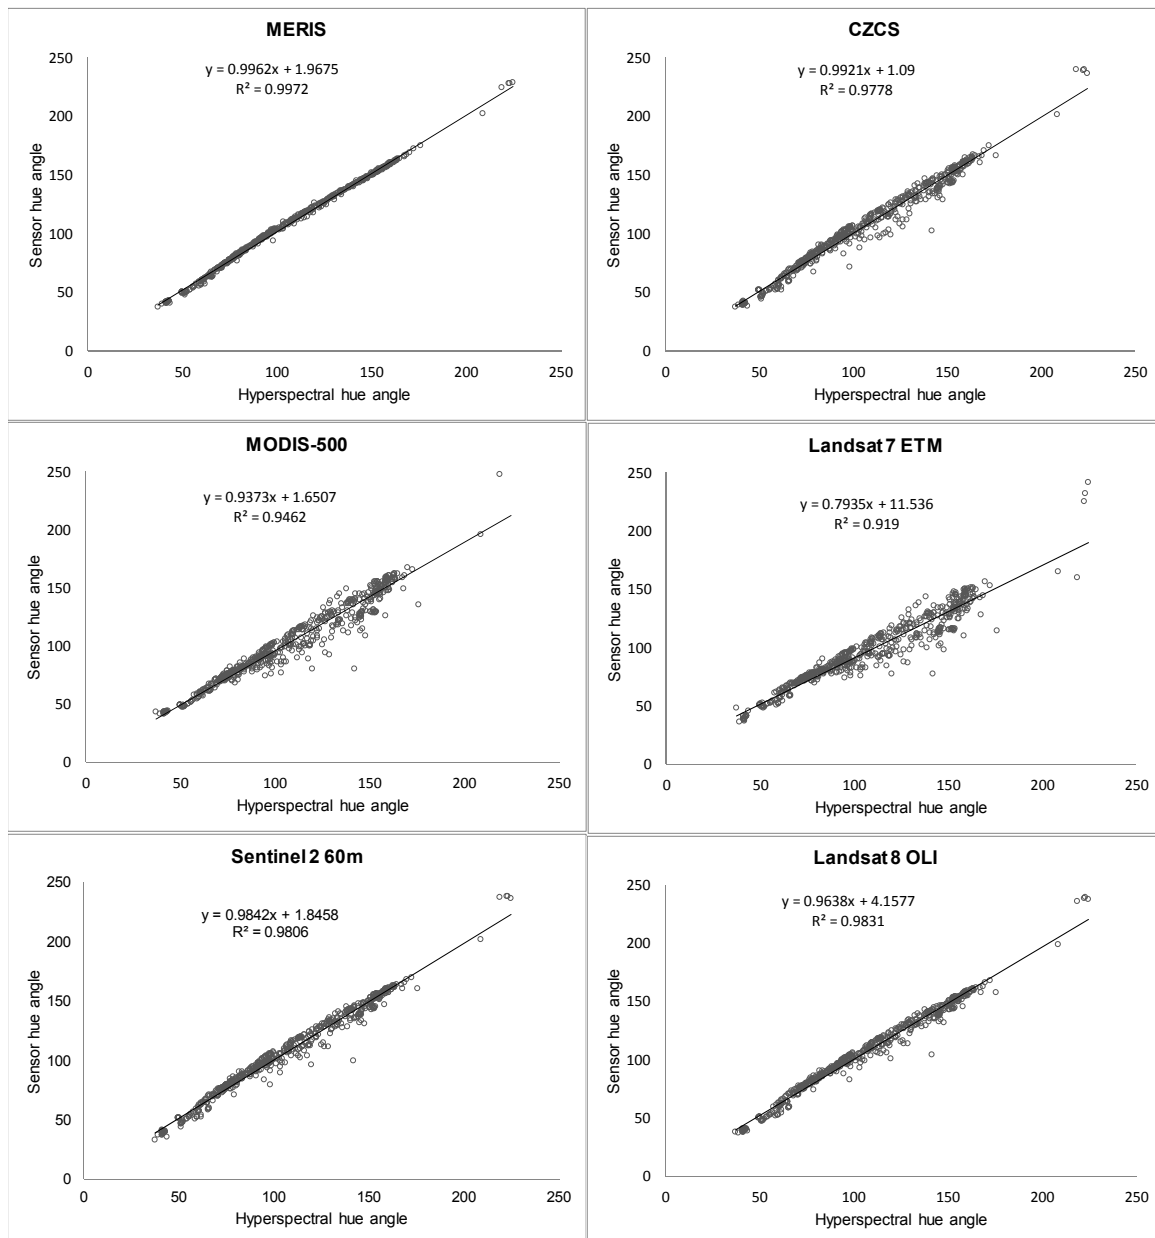 MERIS
y = 0.9962x + 1.9675
R² = 0.9972
250
200
150
100
50
0
0 50 100 150 200 250
Sensor hue angle
Hyperspectral hue angle
CZCS
y = 0.9921x + 1.09
R² = 0.9778
250
200
150
100
50
0
0 50 100 150 200 250
Sensor hue angle
Hyperspectral hue angle
MODIS-500
y = 0.9373x + 1.6507
R² = 0.9462
250
200
150
100
50
0
0 50 100 150 200 250
Sensor hue angle
Hyperspectral hue angle
Landsat 7 ETM
y = 0.7935x + 11.536
R² = 0.919
250
200
150
100
50
0
0 50 100 150 200 250
Sensor hue angle
Hyperspectral hue angle
Sentinel 2 60m
y = 0.9842x + 1.8458
R² = 0.9806
250
200
150
100
50
0
0 50 100 150 200 250
Sensor hue angle
Hyperspectral hue angle
Landsat 8 OLI
y = 0.9638x + 4.1577
R² = 0.9831
250
200
150
100
50
0
0 50 100 150 200 250
Sensor hue angle
Hyperspectral hue angle